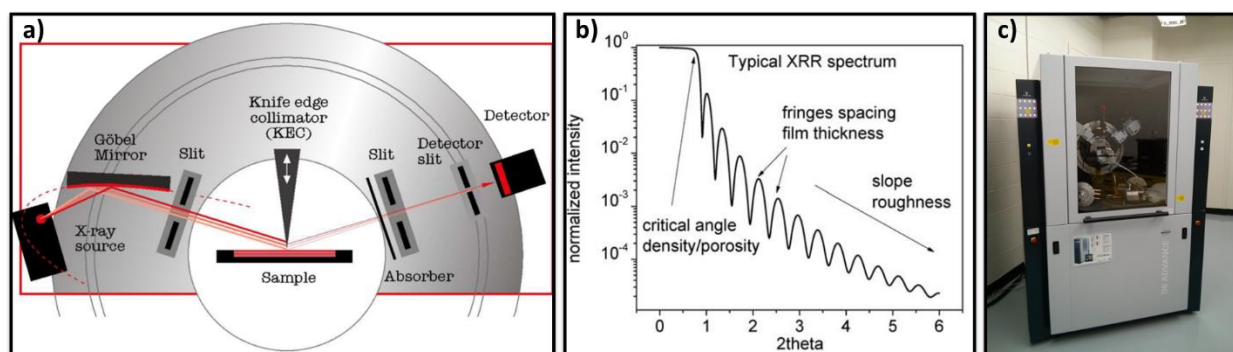 a)
Knife edge
collimator
(KEC)
Göbel
Mirror
Slit
Slit
Detector
slit
Detector
X-ray
source
Sample
Absorber
b)
Typical XRR spectrum
fringes spacing
film thickness
slope
roughness
critical angle
density/porosity
normalized intensity
10⁰
10⁻¹
10⁻²
10⁻³
10⁻⁴
0 1 2 3 4 5 6
2theta
c)
D8 ADVANCE